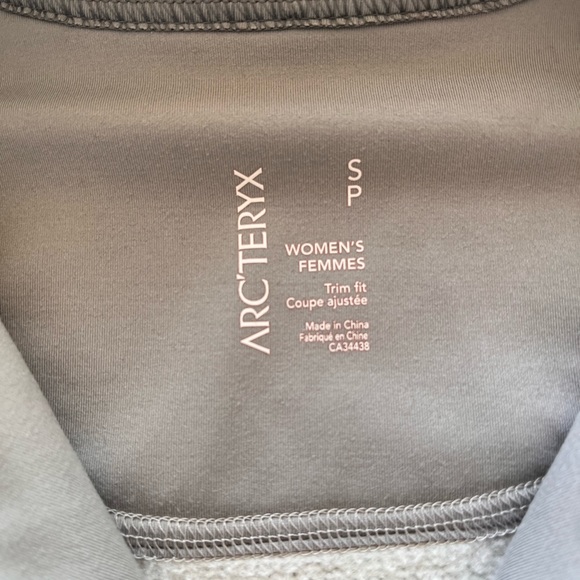 ARC'TERYX
S
P
WOMEN'S
FEMMES
Trim fit
Coupe ajustée
Made in China
Fabriqué en Chine
CA34438